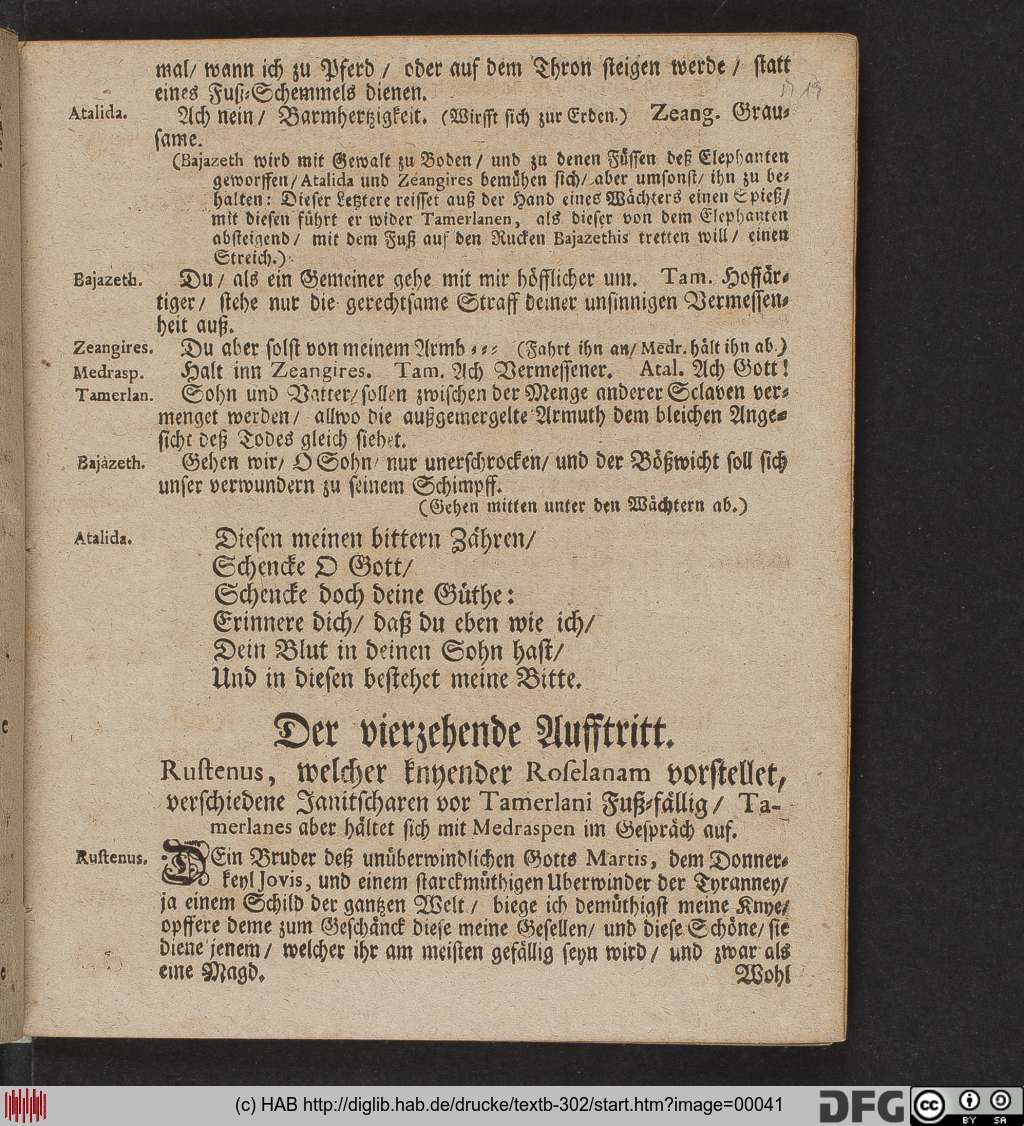 mal/ wann ich zu Pferd / oder auf dem Thron steigen werde / statt
eines Fuß-Schemmels dienen.
Atalida. Ach nein / Barmhertzigkeit. (Wirfft sich zur Erden.) Zeang. Grau-
same.
(Bajazeth wird mit Gewalt zu Boden / und zu denen Füssen deß Elephanten
geworffen / Atalida und Zeangires bemühen sich / aber umsonst / ihn zu be-
halten: Dieser Letztere reisset auß der Hand eines Wächters einen Spieß /
mit diesen führt er wider Tamerlanen, als dieser von dem Elephanten
absteigend / mit dem Fuß auf den Rucken Bajazethis tretten will / einen
Streich.)
Bajazeth. Du / als ein Gemeiner gehe mit mir höfflicher um. Tam. Hoffär-
tiger / stehe nur die gerechtsame Straff deiner unsinnigen Vermessen-
heit auß.
Zeangires. Du aber solst von meinem Armb - - - (Fahrt ihn an / Medr. hält ihn ab.)
Medrasp. Halt inn Zeangires. Tam. Ach Vermessener. Atal. Ach Gott!
Tamerlan. Sohn und Vatter / sollen zwischen der Menge anderer Sclaven ver-
menget werden / allwo die außgemergelte Armuth dem bleichen Ange-
sicht deß Todes gleich siehet.
Bajazeth. Gehen wir / O Sohn / nur unerschrocken / und der Bößwicht soll sich
unser verwundern zu seinem Schimpff.
(Gehen mitten unter den Wächtern ab.)
Atalida. Diesen meinen bittern Zähren /
Schencke O Gott /
Schencke doch deine Güthe:
Erinnere dich / daß du eben wie ich /
Dein Blut in deinen Sohn hast /
Und in diesen bestehet meine Bitte.
Der vierzehende Aufftritt.
Rustenus, welcher knyender Roselanam vorstellet,
verschiedene Janitscharen vor Tamerlani Fuß-fällig / Ta-
merlanes aber hältet sich mit Medraspen im Gespräch auf.
Rustenus. DEin Bruder deß unüberwindlichen Gotts Martis, dem Donner-
keyl Jovis, und einem starckmüthigen Uberwinder der Tyranney /
ja einem Schild der gantzen Welt / biege ich demüthigst meine Knye /
opffere deme zum Geschänck diese meine Gesellen / und diese Schöne / sie
diene jenem / welcher ihr am meisten gefällig seyn wird / und zwar als
eine Magd. Wohl
(c) HAB http://diglib.hab.de/drucke/textb-302/start.htm?image=00041
DFG cc BY SA